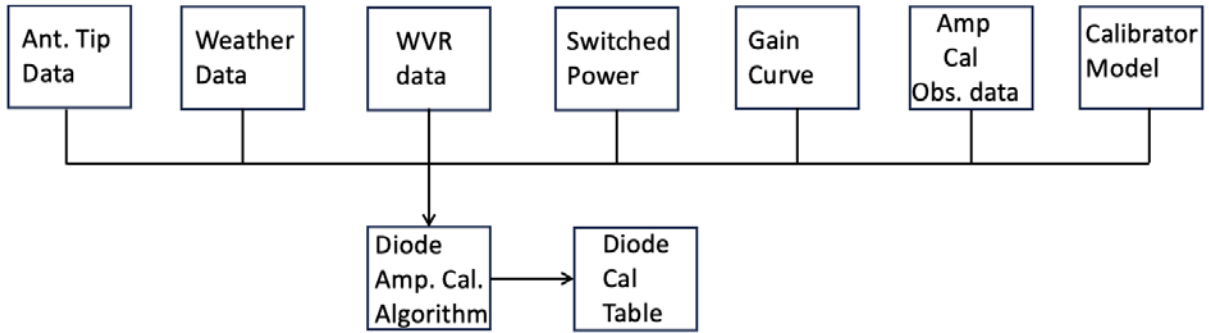 Ant. Tip
Data
Weather
Data
WVR
data
Switched
Power
Gain
Curve
Amp
Cal
Obs. data
Calibrator
Model
Diode
Amp. Cal.
Algorithm
Diode
Cal
Table